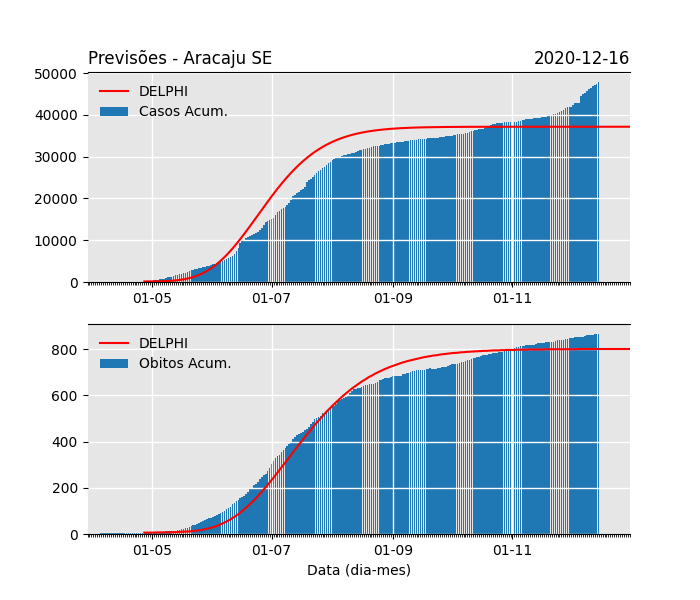 Previsões - Aracaju SE 2020-12-16
50000
40000
30000
20000
10000
0
DELPHI
Casos Acum.
01-05 01-07 01-09 01-11
800
600
400
200
0
DELPHI
Obitos Acum.
01-05 01-07 01-09 01-11
Data (dia-mes)